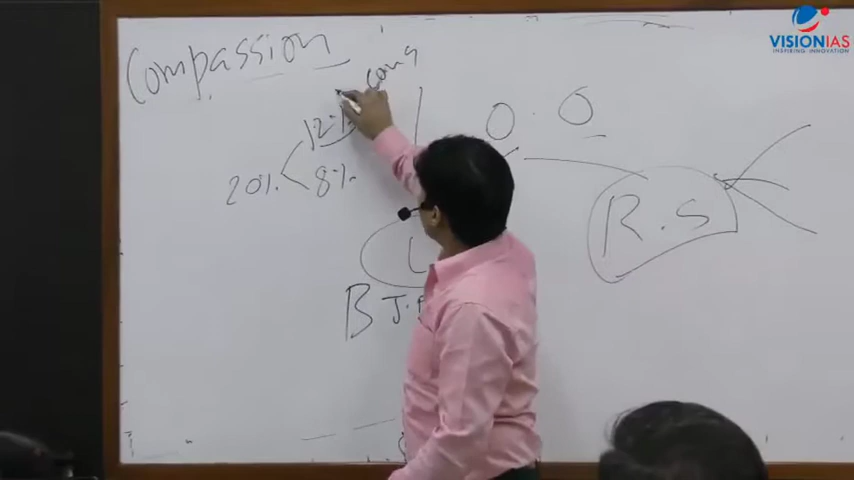 Compassion
VISIONIAS
INSPIRING INNOVATION
Cong
12%
20%
8%
O.O
R.S
BJ.P